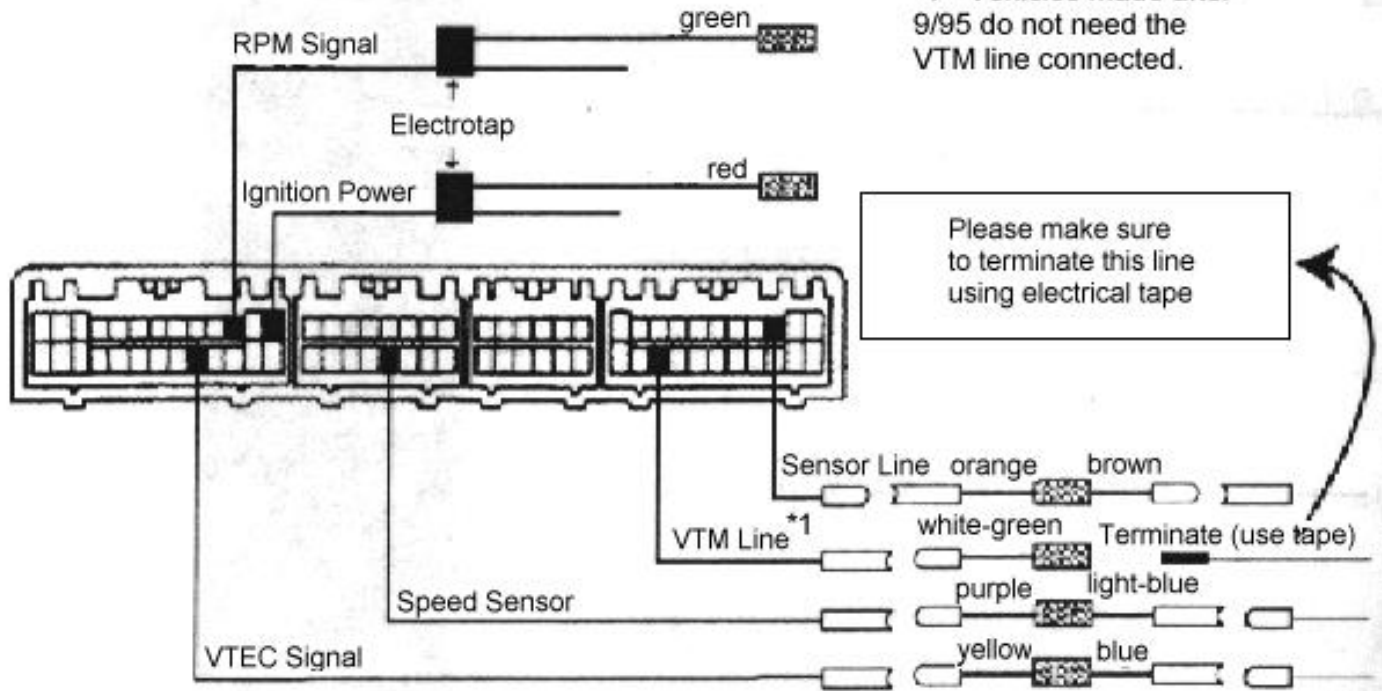 green
RPM Signal
9/95 do not need the
VTM line connected.
Electrotap
red
Ignition Power
Please make sure
to terminate this line
using electrical tape
Sensor Line orange brown
VTM Line *1 white-green Terminate (use tape)
Speed Sensor purple light-blue
VTEC Signal yellow blue